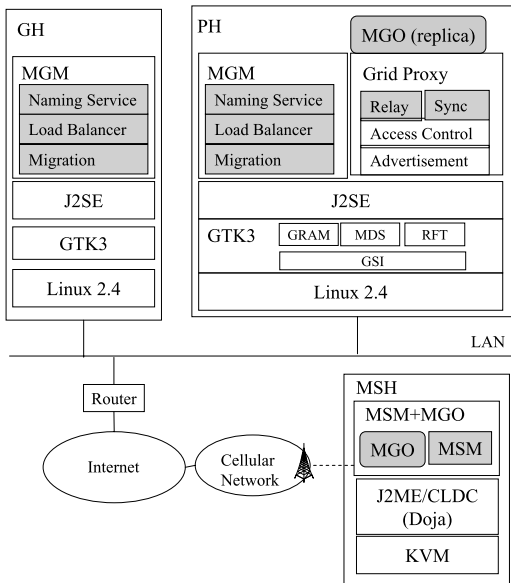 GH
MGM
Naming Service
Load Balancer
Migration
J2SE
GTK3
Linux 2.4
PH
MGO (replica)
MGM
Naming Service
Load Balancer
Migration
Grid Proxy
Relay
Sync
Access Control
Advertisement
J2SE
GTK3
GRAM
MDS
RFT
GSI
Linux 2.4
LAN
Router
Internet
Cellular
Network
MSH
MSM+MGO
MGO
MSM
J2ME/CLDC
(Doja)
KVM